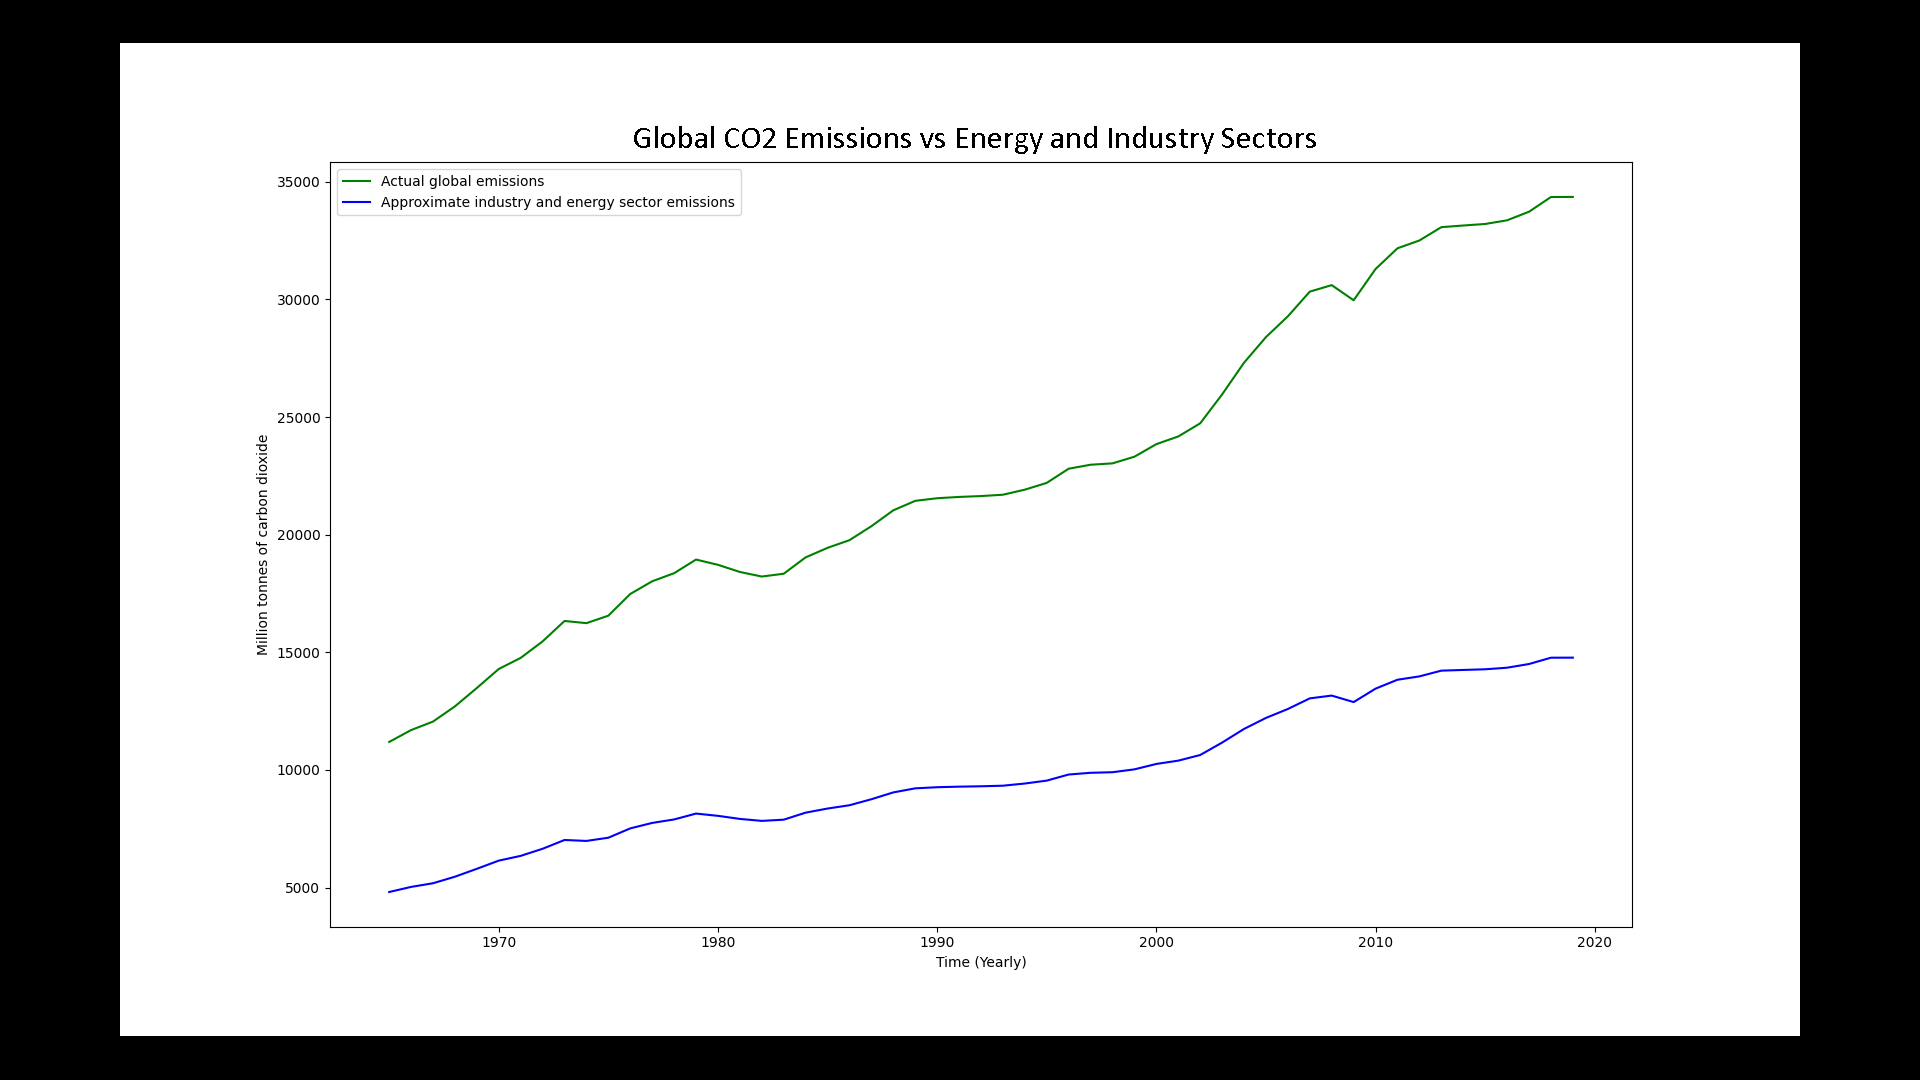 Global CO2 Emissions vs Energy and Industry Sectors
Actual global emissions
Approximate industry and energy sector emissions
35000
30000
25000
20000
15000
10000
5000
Million tonnes of carbon dioxide
1970 1980 1990 2000 2010 2020
Time (Yearly)